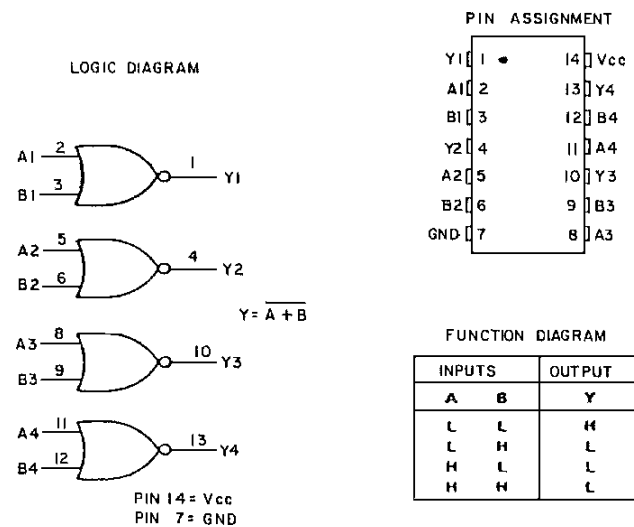 LOGIC DIAGRAM
A1 2 1 Y1
B1 3
A2 5 4 Y2
B2 6
Y = A + B
A3 8 10 Y3
B3 9
A4 11 13 Y4
B4 12
PIN 14 = Vcc
PIN 7 = GND
PIN ASSIGNMENT
Y1 1 14 Vcc
A1 2 13 Y4
B1 3 12 B4
Y2 4 11 A4
A2 5 10 Y3
B2 6 9 B3
GND 7 8 A3
FUNCTION DIAGRAM
INPUTS OUTPUT
A B Y
L L H
L H L
H L L
H H L